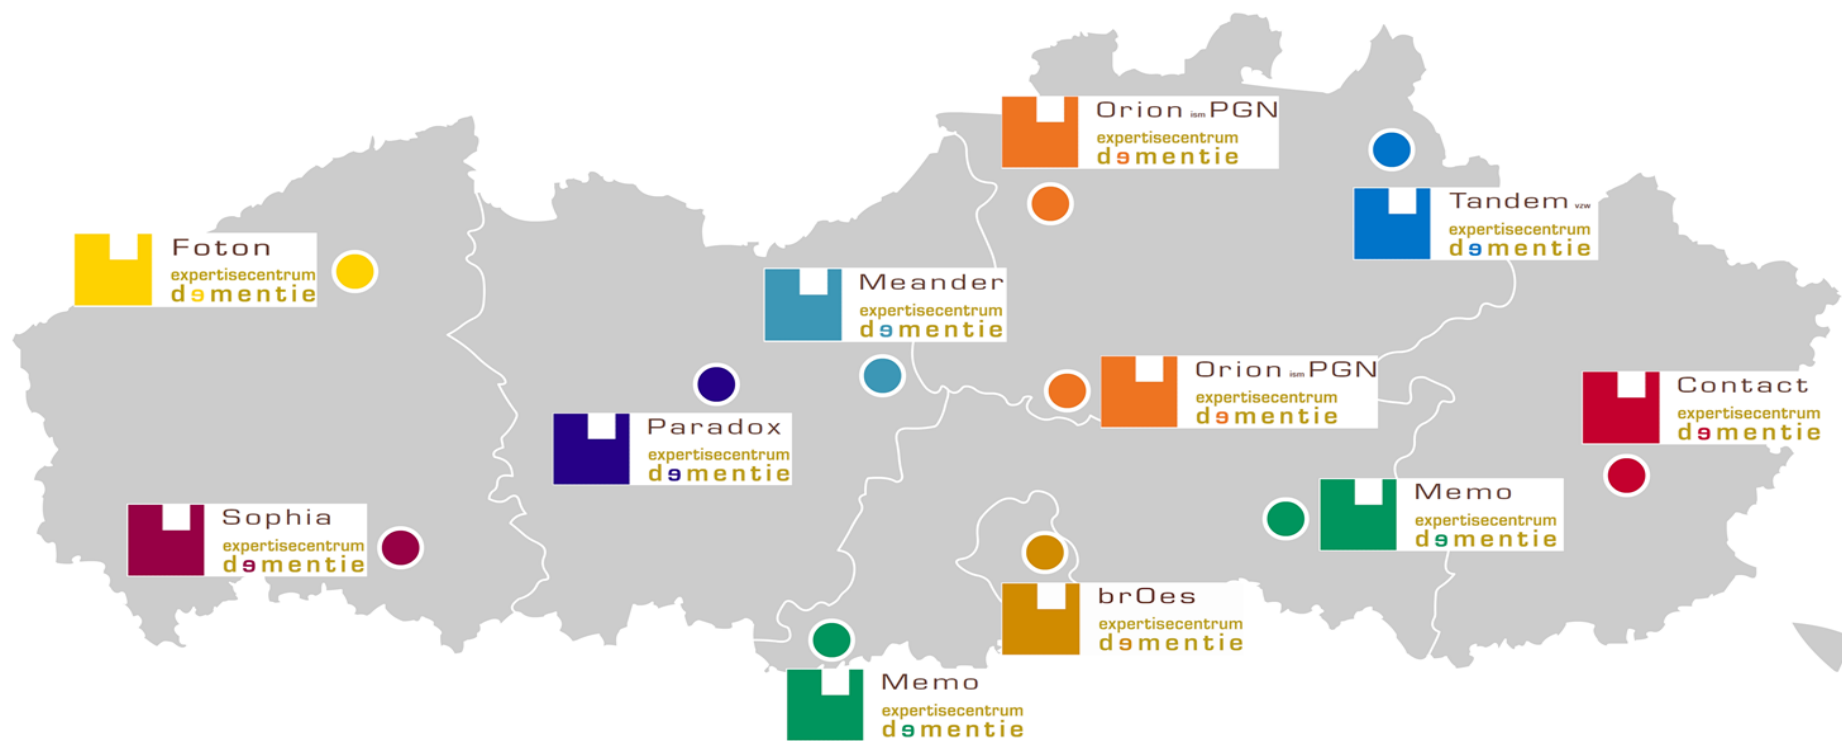 Orion ism PGN
expertisecentrum
dementie
Tandem vzw
expertisecentrum
dementie
Foton
expertisecentrum
dementie
Meander
expertisecentrum
dementie
Orion ism PGN
expertisecentrum
dementie
Contact
expertisecentrum
dementie
Paradox
expertisecentrum
dementie
Memo
expertisecentrum
dementie
Sophia
expertisecentrum
dementie
brOes
expertisecentrum
dementie
Memo
expertisecentrum
dementie